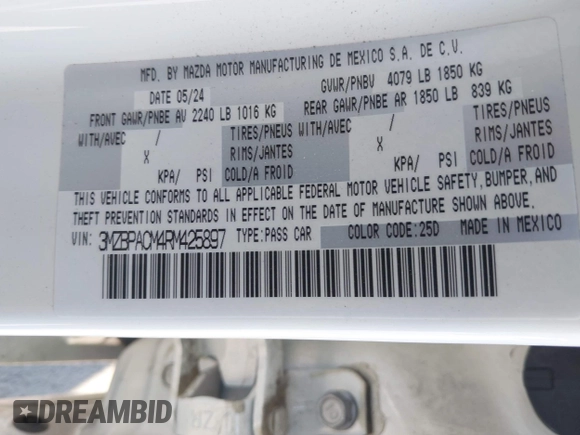 MFD. BY MAZDA MOTOR MANUFACTURING DE MEXICO S.A. DE C.V.
DATE 05/24 GVWR/PNBV 4079 LB 1850 KG
FRONT GAWR/PNBE AV 2240 LB 1016 KG REAR GAWR/PNBE AR 1850 LB 839 KG
WITH/AVEC / TIRES/PNEUS WITH/AVEC / TIRES/PNEUS
X RIMS/JANTES X RIMS/JANTES
KPA/ PSI COLD/A FROID KPA/ PSI COLD/A FROID
THIS VEHICLE CONFORMS TO ALL APPLICABLE FEDERAL MOTOR VEHICLE SAFETY, BUMPER, AND
THEFT PREVENTION STANDARDS IN EFFECT ON THE DATE OF MANUFACTURE SHOWN ABOVE.
VIN: 3MZBPACM4RM425897 TYPE:PASS CAR COLOR CODE:25D MADE IN MEXICO
DREAMBID